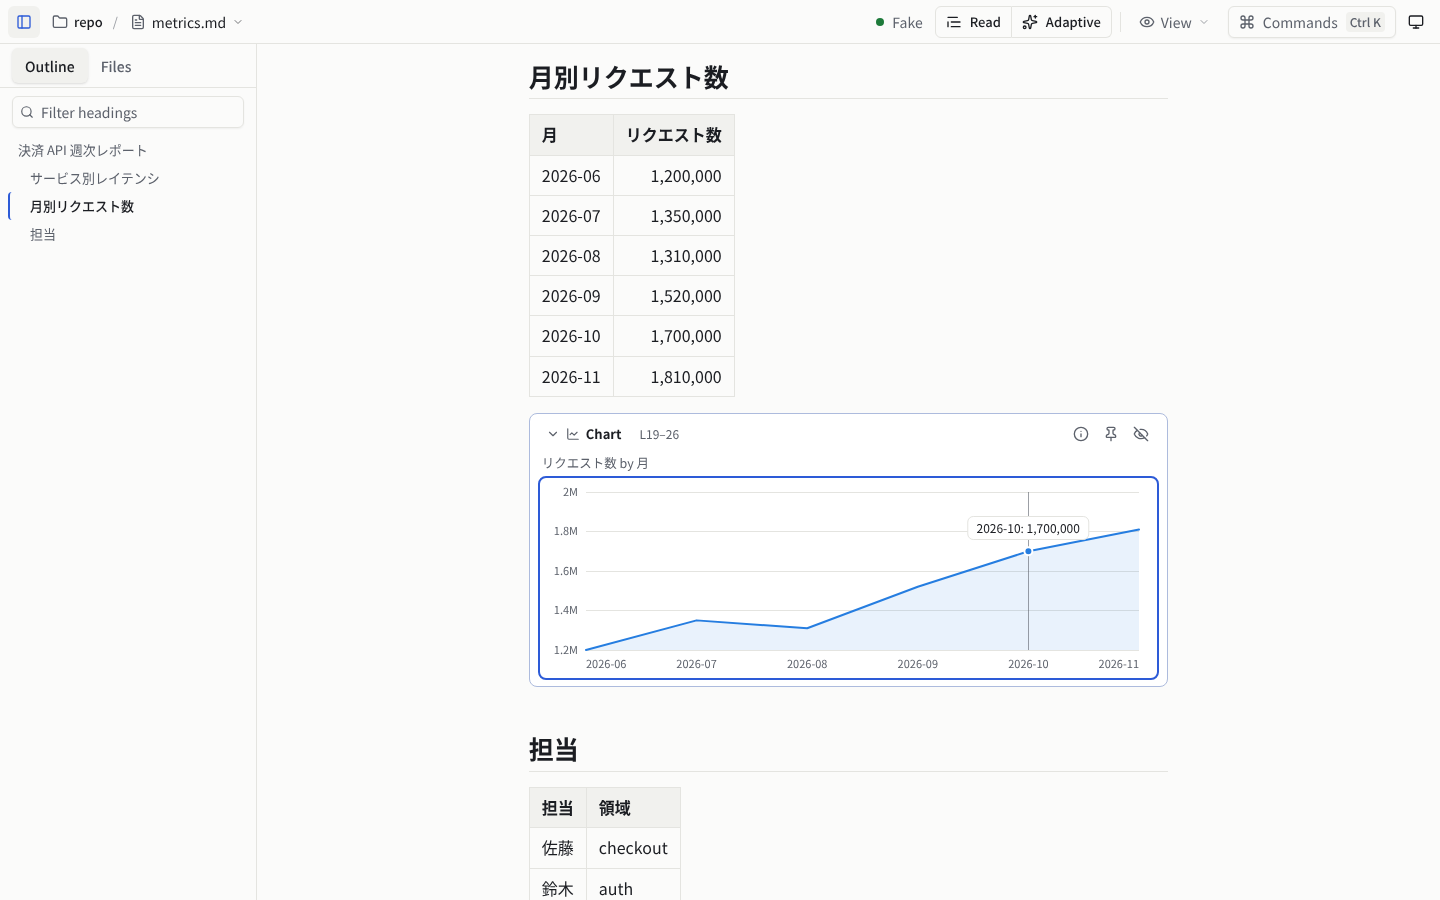 repo / metrics.md
Fake
Read
Adaptive
View
Commands Ctrl K
Outline
Files
Filter headings
決済 API 週次レポート
サービス別レイテンシ
月別リクエスト数
担当
月別リクエスト数
月 リクエスト数
2026-06 1,200,000
2026-07 1,350,000
2026-08 1,310,000
2026-09 1,520,000
2026-10 1,700,000
2026-11 1,810,000
Chart L19–26
リクエスト数 by 月
2M
1.8M
1.6M
1.4M
1.2M
2026-10: 1,700,000
2026-06 2026-07 2026-08 2026-09 2026-10 2026-11
担当
担当 領域
佐藤 checkout
鈴木 auth